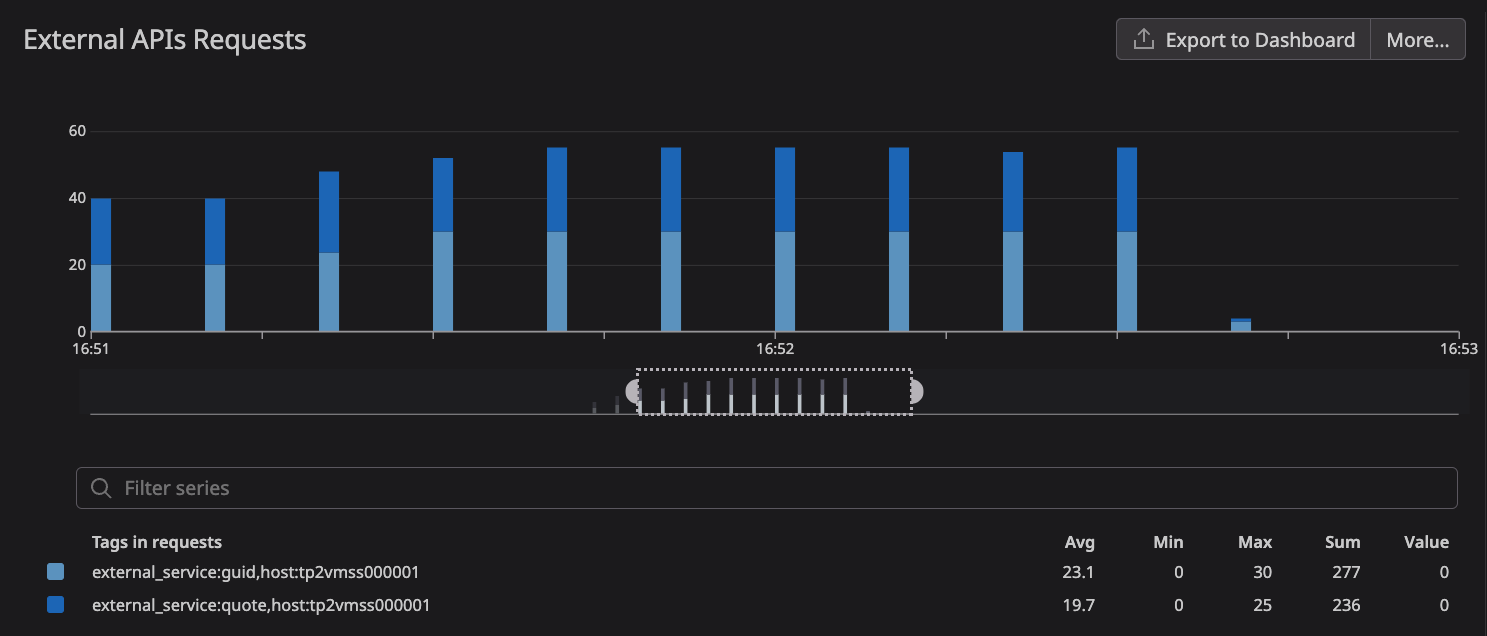 External APIs Requests
Export to Dashboard More...
60
40
20
0
16:51 16:52 16:53
Filter series
Tags in requests Avg Min Max Sum Value
external_service:guid,host:tp2vmss000001 23.1 0 30 277 0
external_service:quote,host:tp2vmss000001 19.7 0 25 236 0